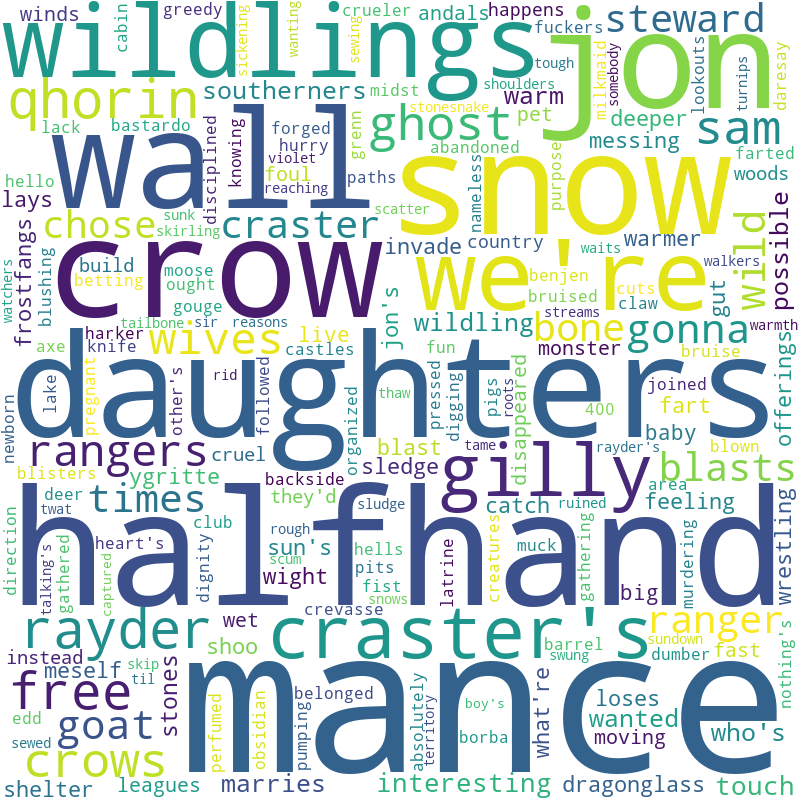 winds
greedy
cabin
wildlings
sickening
crueler
wanting
sewing
andals
happens
fuckers
tough
jon
steward
milkmaid
somebody
lookouts
turnips
daresay
qhorin
southerners
midst
shoulders
stonesnake
warm
pet
deeper
sam
lack
bastardo
disciplined
knowing
forged
hurry
violet
reaching
grenn
ghost
abandoned
messing
purpose
farted
hello
wall
paths
foul
snow
nameless
woods
lays
chose
sunk
skirling
craster
scatter
invade
country
waits
warmer
walkers
wild
possible
watchers
frostfangs
blushing
build
betting
moose
ought
crow
we're
benjen
bruised
cuts
claw
gut
warmth
gouge
tailbone
sir
reasons
jon's
streams
axe
harker
knife
wives
live
castles
wildling
fun
bone
monster
gonna
bruise
offerings
newborn
lake
pregnant
other's
rid
followed
daughters
organized
thaw
pressed
digging
pigs
roots
disappeared
400
joined
fart
rangers
cruel
blast
tame
rayder's
baby
blown
blisters
ygritte
backside
they'd
sledge
gilly
area
blasts
deer
twat
times
club
sludge
catch
ruined
feeling
direction
gathered
talking's
captured
heart's
dignity
rough
sun's
scum
hells
pits
halfhand
latrine
muck
creatures
gathering
big
murdering
wrestling
wight
fist
snows
crevasse
rayder
wet
shoo
craster's
barrel
swung
ranger
sundown
dumber
fast
nothing's
instead
meself
skip
til
stones
free
perfumed
obsidian
pumping
belonged
mance
absolutely
territory
boy's
borba
what're
loses
wanted
moving
who's
edd
goat
sewed
crows
shelter
leagues
marries
interesting
dragonglass
touch